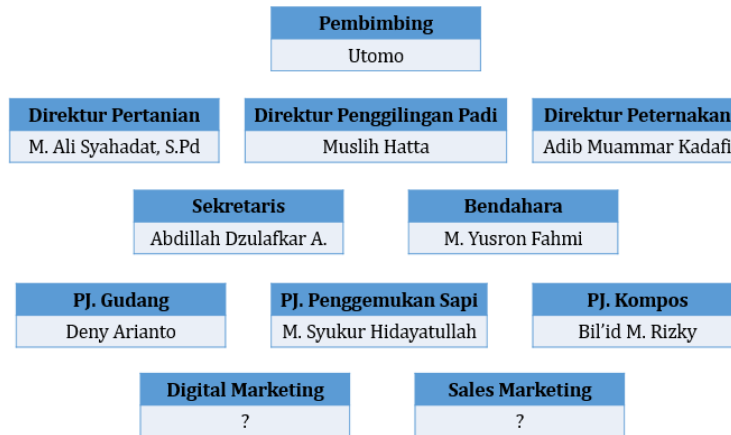 Pembimbing
Utomo
Direktur Pertanian
M. Ali Syahadat, S.Pd
Direktur Penggilingan Padi
Muslih Hatta
Direktur Peternakan
Adib Muammar Kadafi
Sekretaris
Abdillah Dzulafkar A.
Bendahara
M. Yusron Fahmi
PJ. Gudang
Deny Arianto
PJ. Penggemukan Sapi
M. Syukur Hidayatullah
PJ. Kompos
Bil'id M. Rizky
Digital Marketing
?
Sales Marketing
?